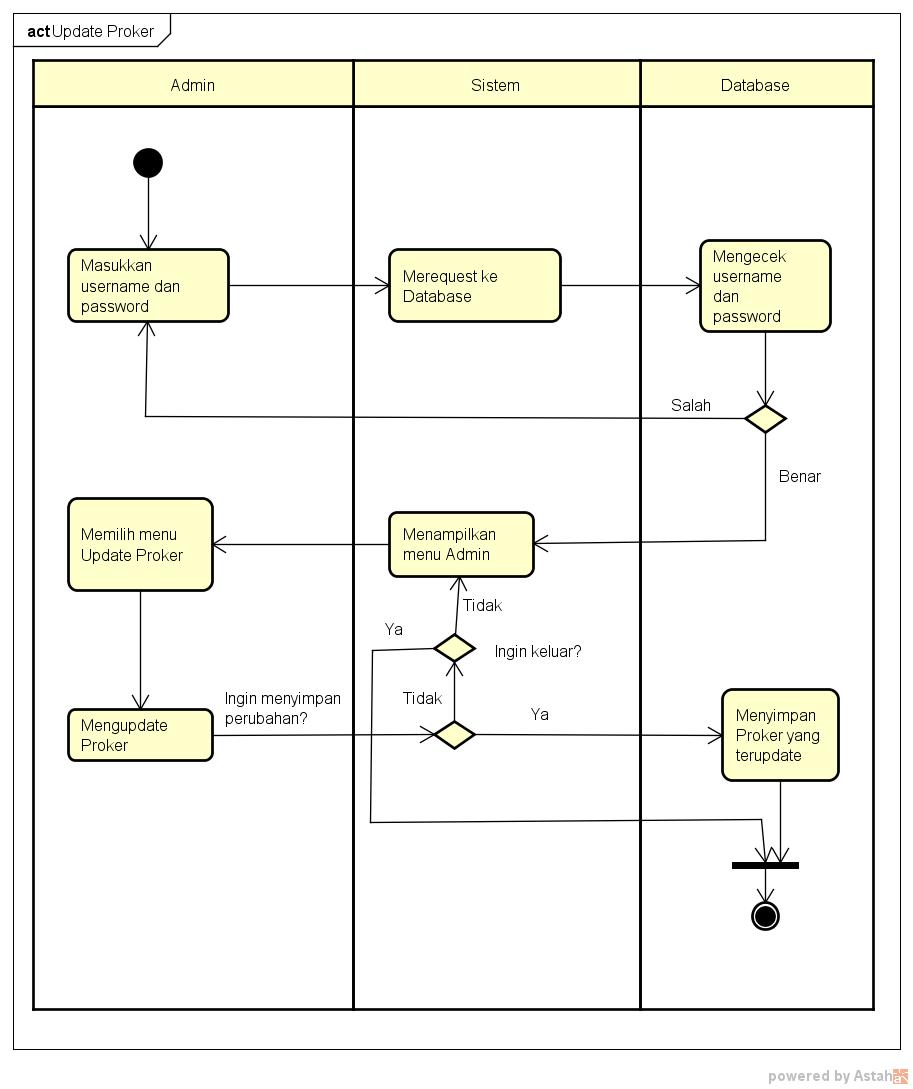 act Update Proker
Admin
Sistem
Database
Masukkan
username dan
password
Merequest ke
Database
Mengecek
username
dan
password
Salah
Benar
Memilih menu
Update Proker
Menampilkan
menu Admin
Tidak
Ya
Ingin keluar?
Ingin menyimpan
perubahan?
Tidak
Ya
Mengupdate
Proker
Menyimpan
Proker yang
terupdate
powered by Astah